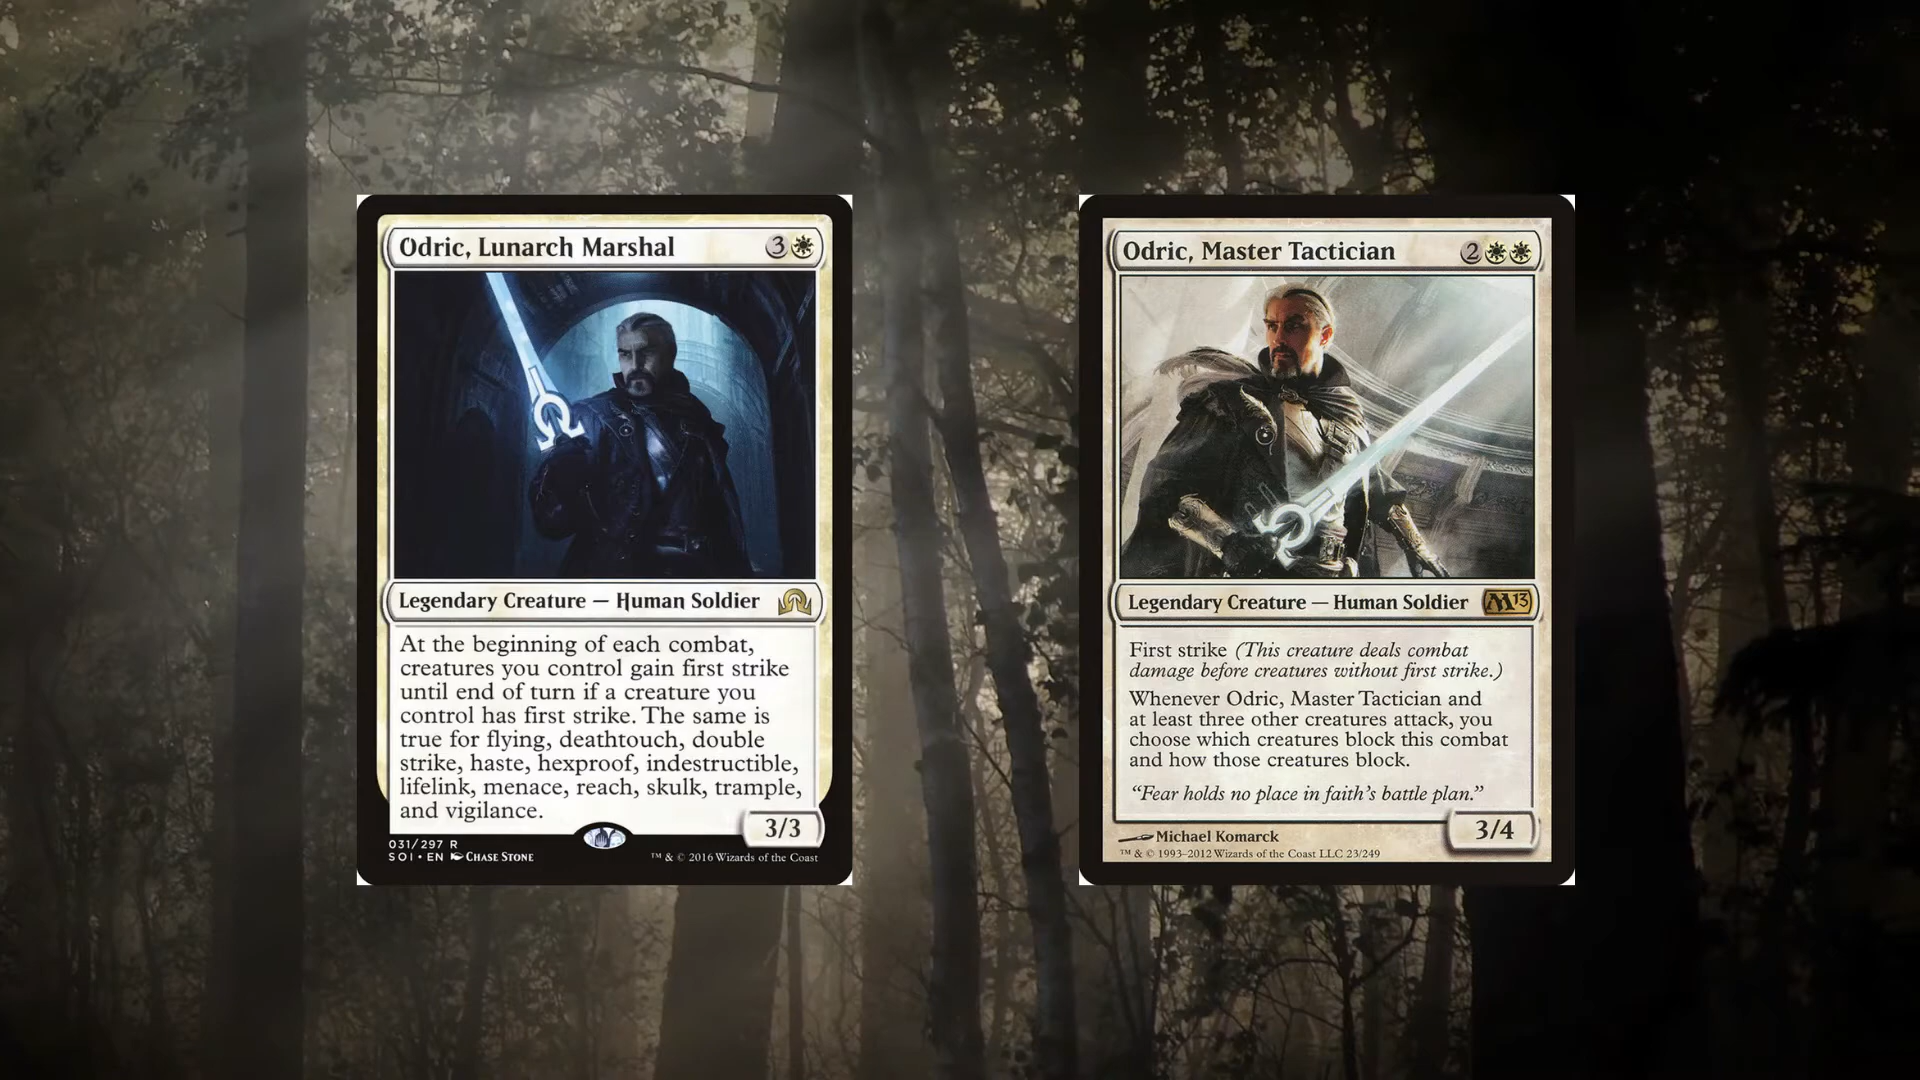 Odric, Lunarch Marshal 3
Legendary Creature — Human Soldier
At the beginning of each combat,
creatures you control gain first strike
until end of turn if a creature you
control has first strike. The same is
true for flying, deathtouch, double
strike, haste, hexproof, indestructible,
lifelink, menace, reach, skulk, trample,
and vigilance.
3/3
031/297 R
SOI • EN CHASE STONE
™ & © 2016 Wizards of the Coast
Odric, Master Tactician 2
Legendary Creature — Human Soldier M13
First strike (This creature deals combat
damage before creatures without first strike.)
Whenever Odric, Master Tactician and
at least three other creatures attack, you
choose which creatures block this combat
and how those creatures block.
“Fear holds no place in faith’s battle plan.”
3/4
Michael Komarck
™ & © 1993–2012 Wizards of the Coast LLC 23/249